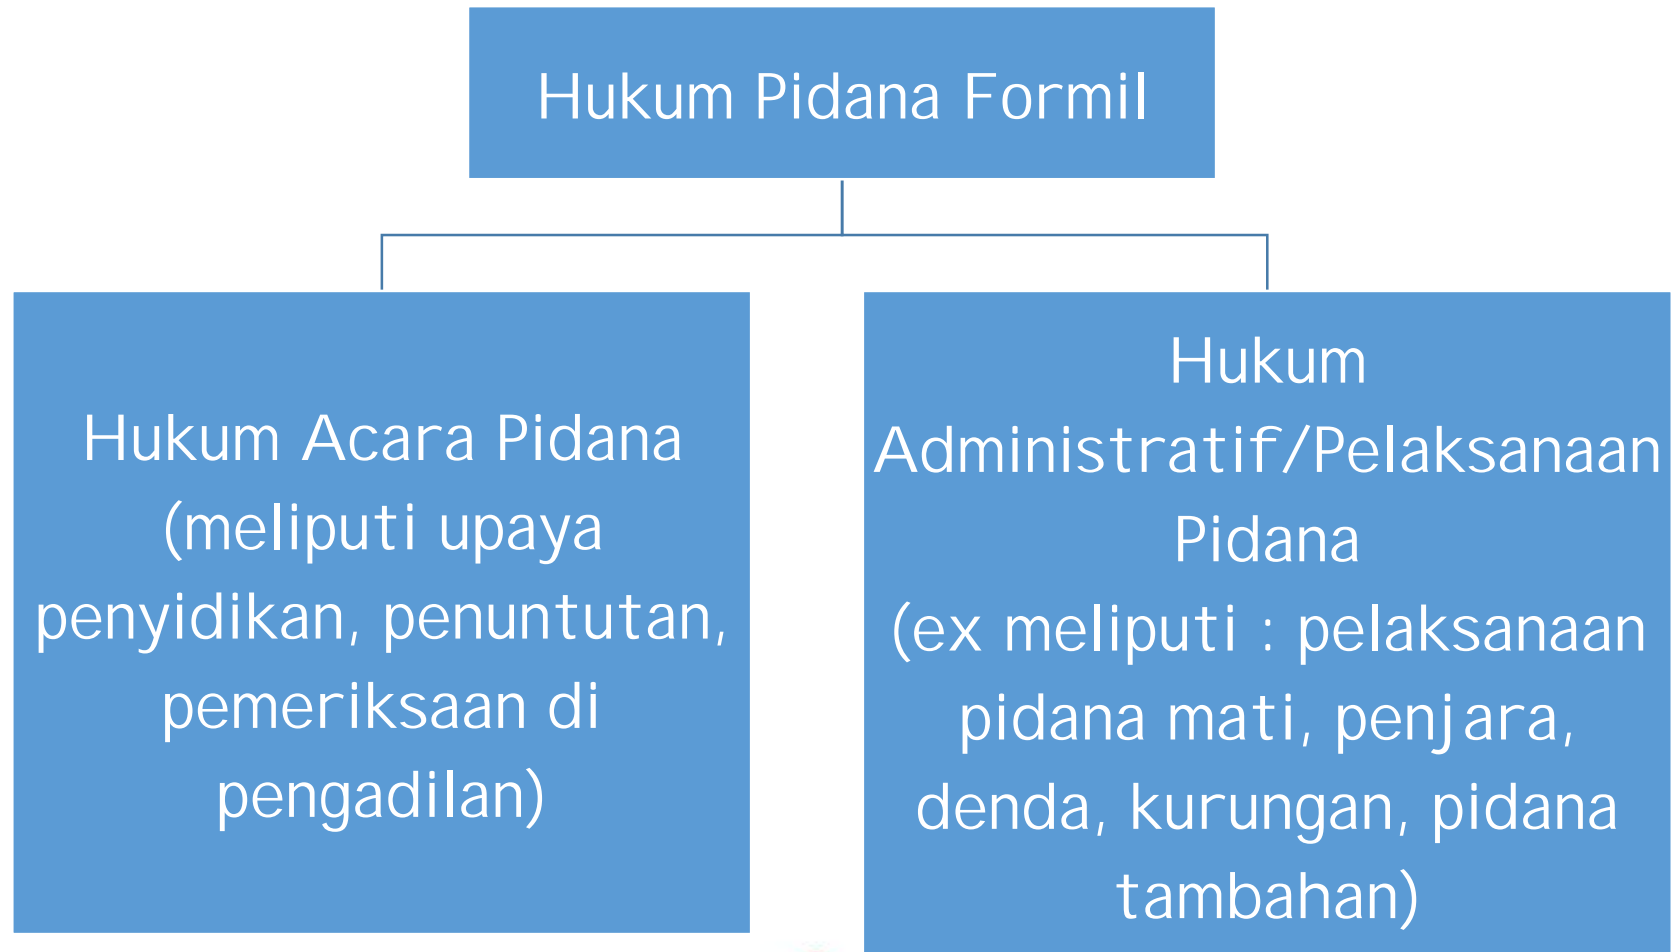 Hukum Pidana Formil
Hukum Acara Pidana
(meliputi upaya
penyidikan, penuntutan,
pemeriksaan di
pengadilan)
Hukum
Administratif/Pelaksanaan
Pidana
(ex meliputi : pelaksanaan
pidana mati, penjara,
denda, kurungan, pidana
tambahan)